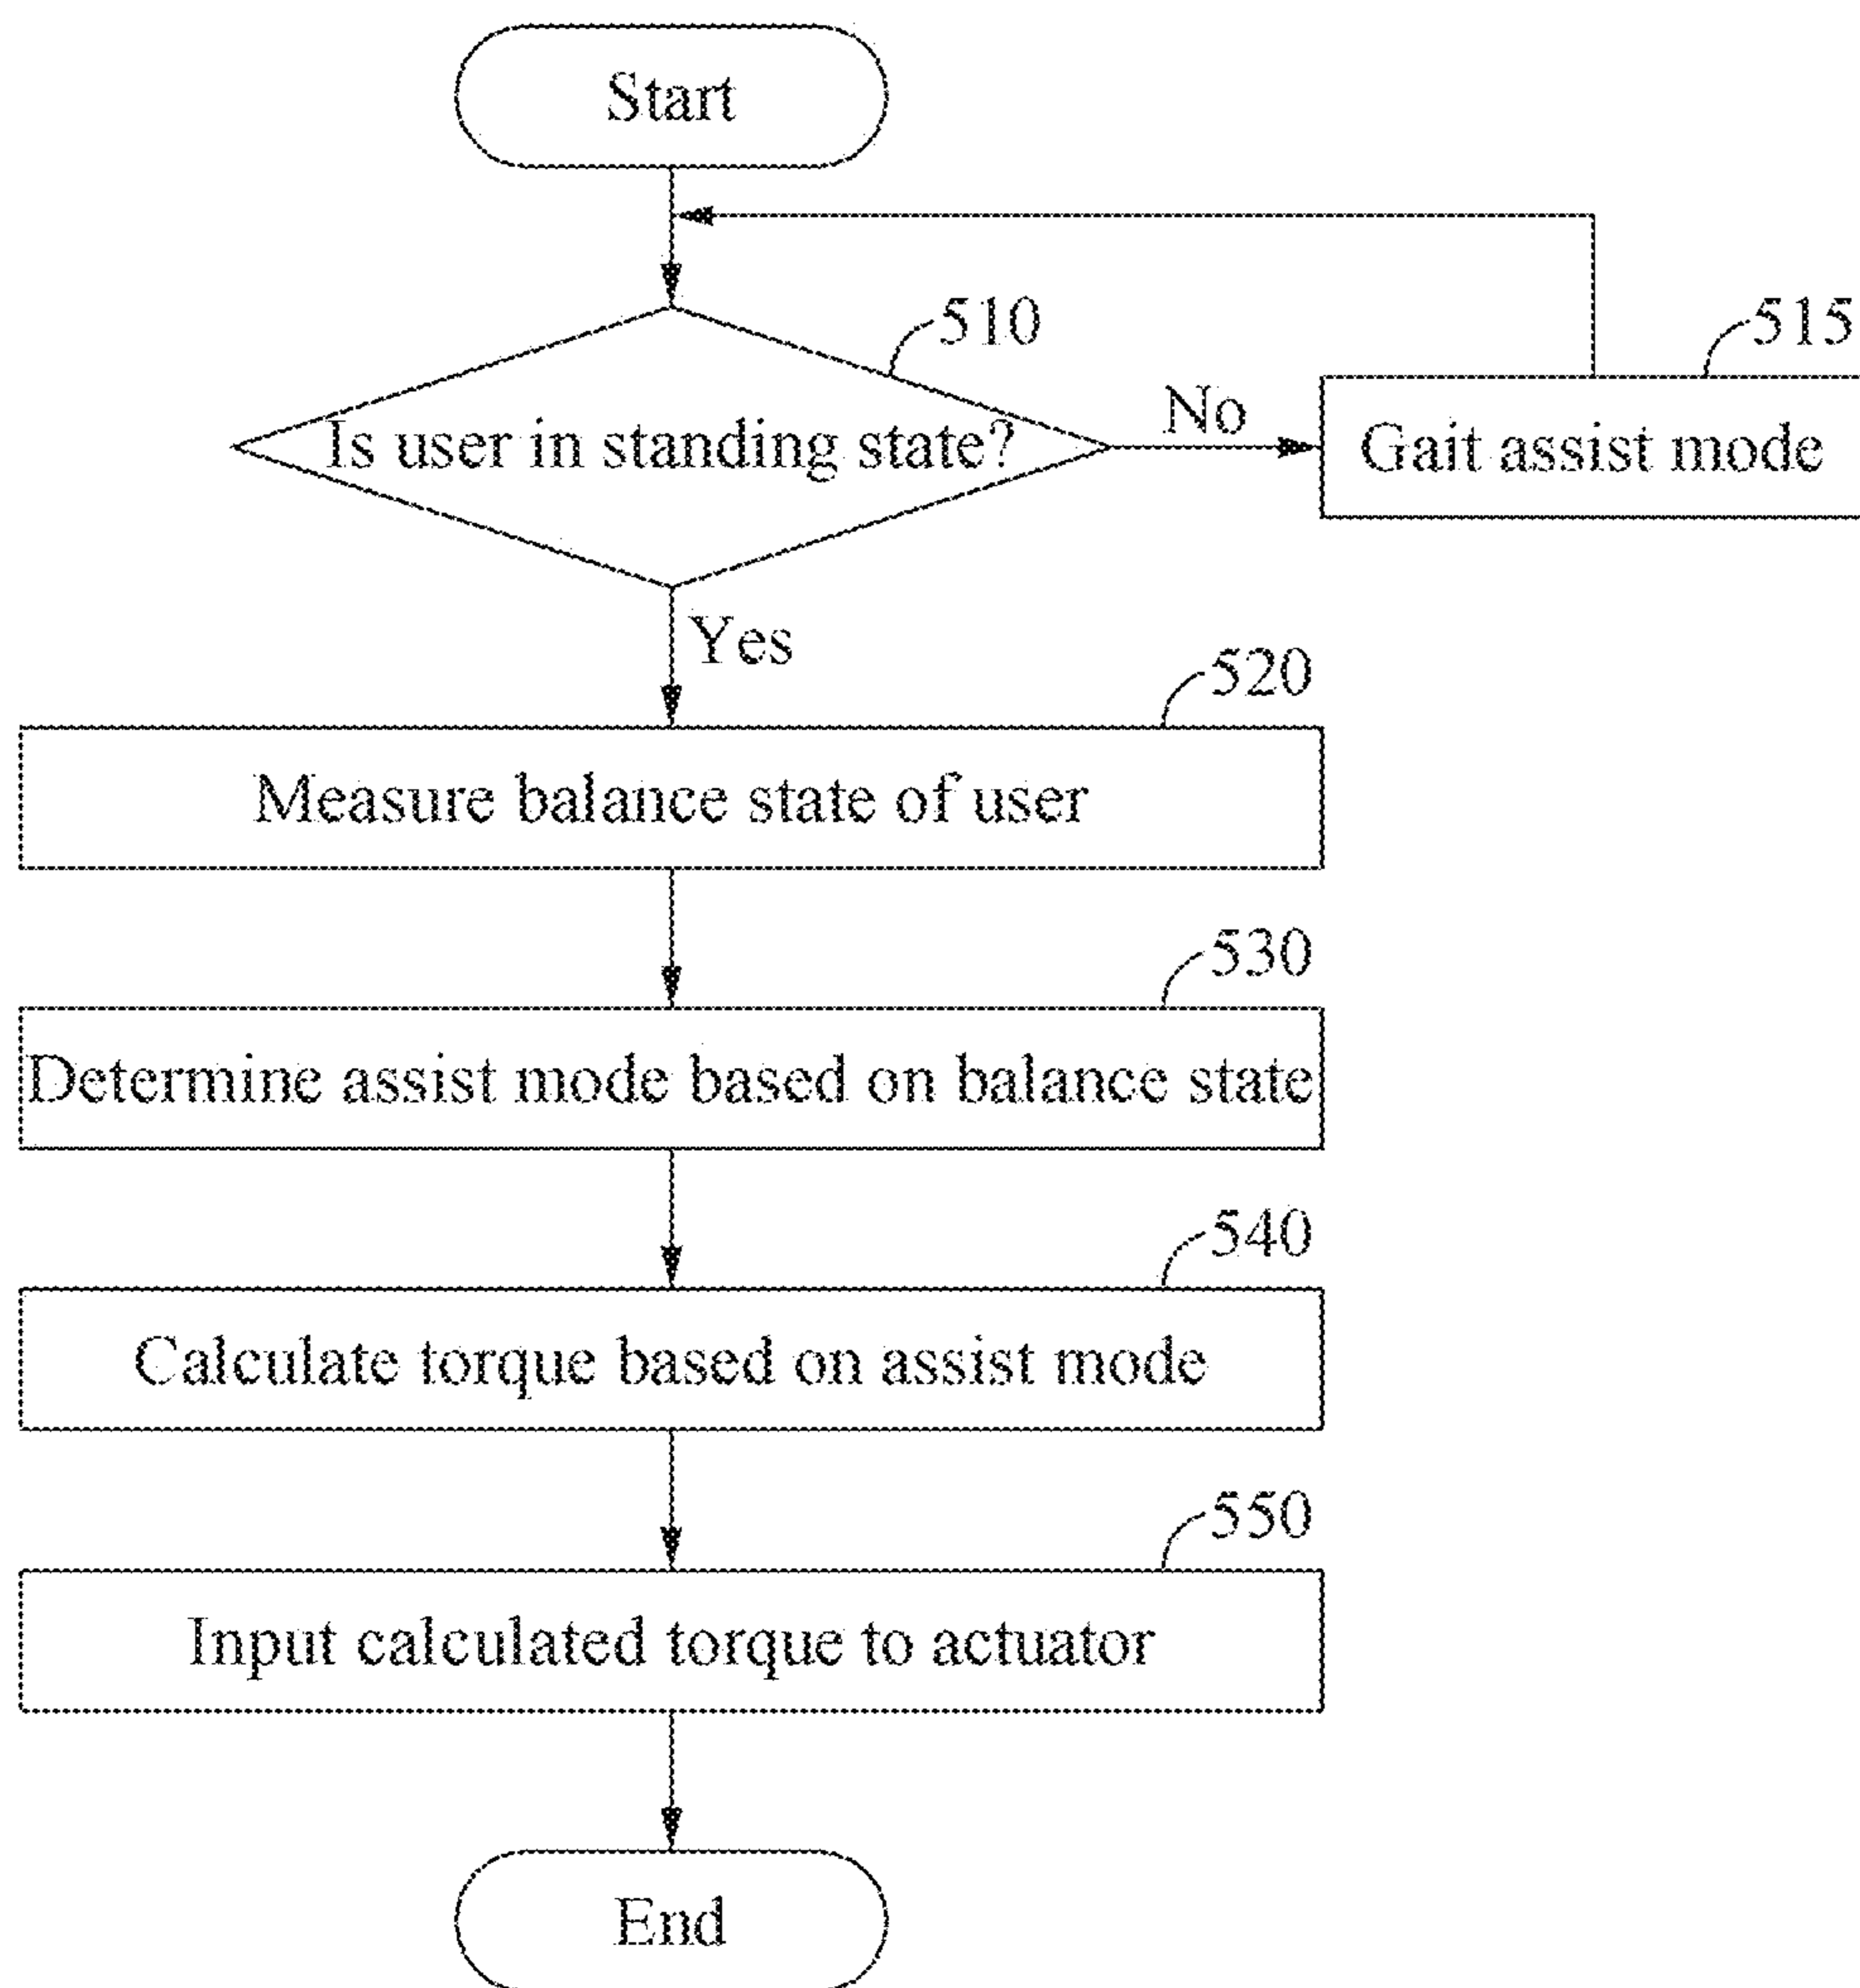 Start
510
515
Is user in standing state?
No
Gait assist mode
Yes
520
Measure balance state of user
530
Determine assist mode based on balance state
540
Calculate torque based on assist mode
550
Input calculated torque to actuator
End